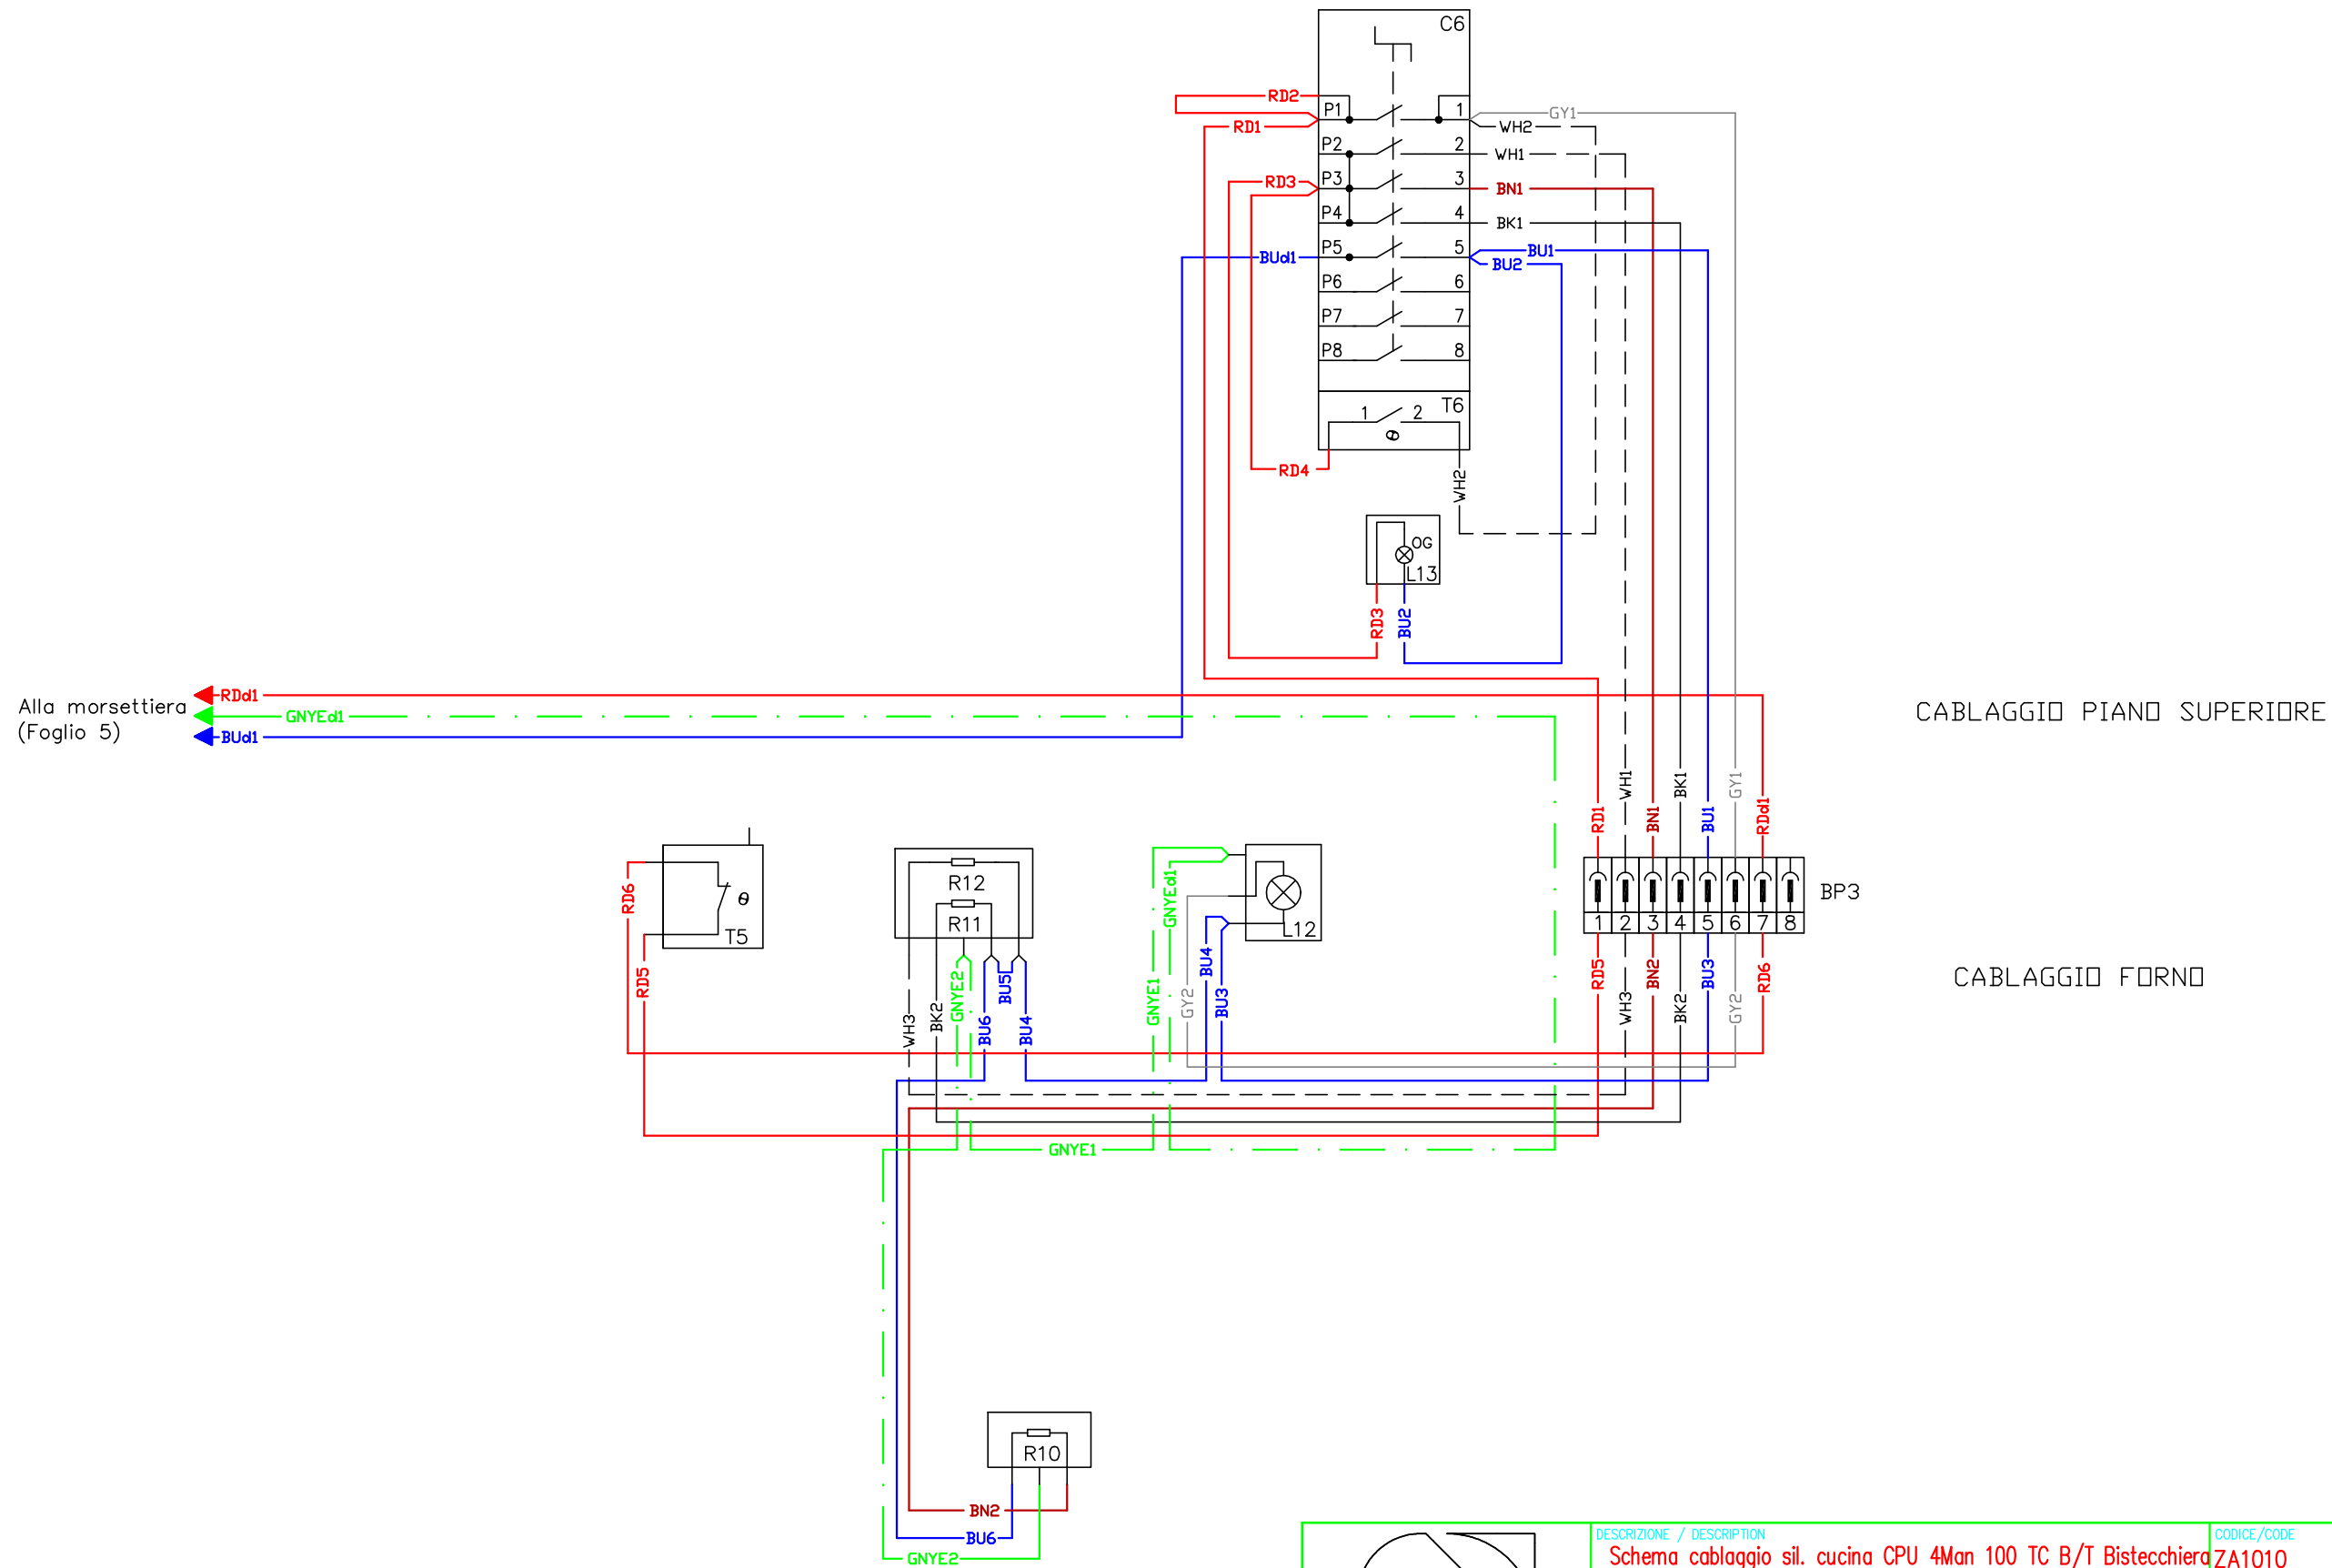 C6
RD2
P1
1
GY1
RD1
WH2
P2
2
WH1
RD3
P3
3
BN1
P4
4
BK1
BUd1
P5
5
BU1
BU2
P6
6
P7
7
P8
8
T6
1 2
θ
RD4
WH2
OG
L13
RD3
BU2
Alla morsettiera
(Foglio 5)
RDd1
GNYEd1
BUd1
CABLAGGIO PIANO SUPERIORE
RD1
WH1
BN1
BK1
BU1
GY1
RDd1
RD6
θ
T5
RD5
R12
R11
GNYEd1
L12
BP3
1 2 3 4 5 6 7 8
CABLAGGIO FORNO
WH3
BK2
GNYE2
BU6
BU5
BU4
GNYE1
GY2
BU4
BU3
RD5
WH3
BN2
BK2
BU3
GY2
RD6
GNYE1
R10
BN2
BU6
GNYE2
DESCRIZIONE / DESCRIPTION
CODICE/CODE
Schema cablaggio sil. cucina CPU 4Man 100 TC B/T Bistecchiera
ZA1010